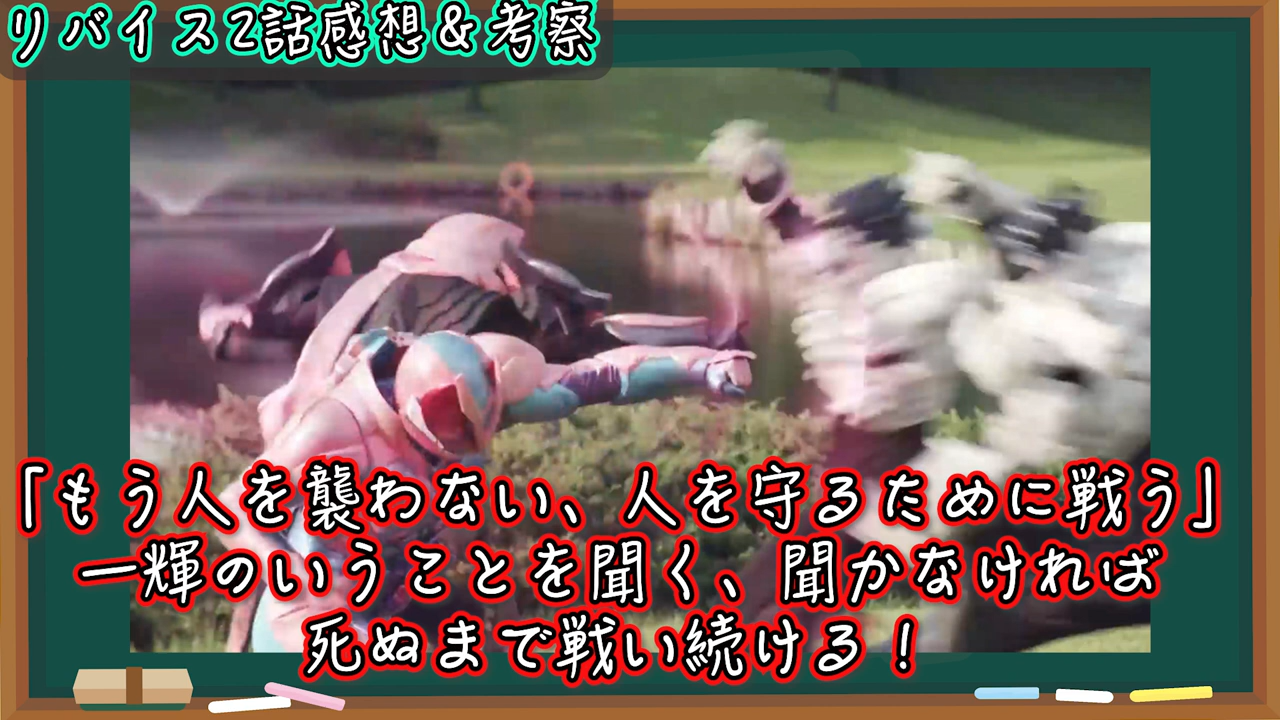 リバイス2話感想＆考察
「もう人を襲わない、人を守るために戦う」
一輝のいうことを聞く、聞かなければ
死ぬまで戦い続ける！